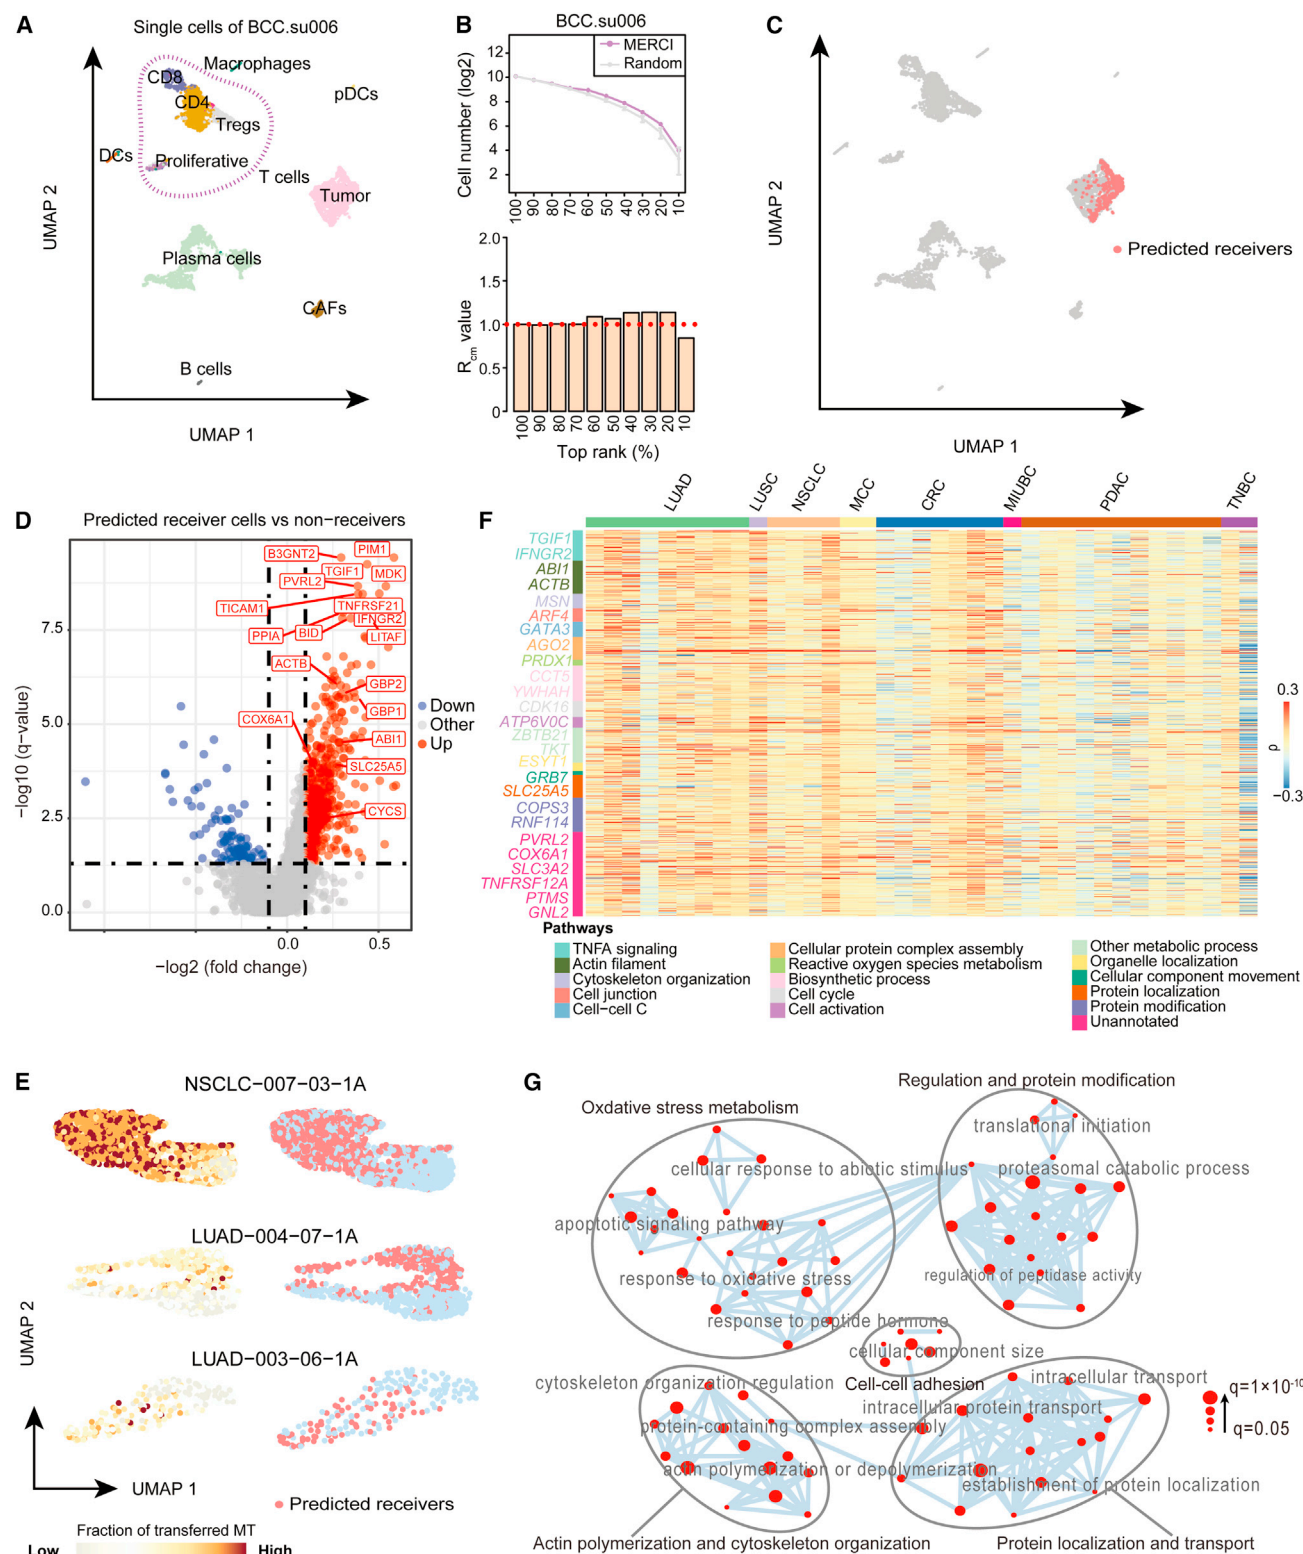 A
Single cells of BCC.su006
CD8
Macrophages
CD4
pDCs
Tregs
DCs
Proliferative
T cells
Tumor
Plasma cells
CAFs
B cells
UMAP 2
UMAP 1
B
BCC.su006
MERCI
Random
Cell number (log2)
12
10
8
6
4
2
100
90
80
70
60
50
40
30
20
10
2.0
1.5
1.0
0.5
0
Rcm value
100
90
80
70
60
50
40
30
20
10
Top rank (%)
C
UMAP 2
Predicted receivers
UMAP 1
D
Predicted receiver cells vs non-receivers
B3GNT2
PIM1
TGIF1
MDK
PVRL2
TICAM1
TNFRSF21
IFNGR2
PPIA
BID
LITAF
ACTB
GBP2
GBP1
COX6A1
ABI1
SLC25A5
CYCS
7.5
5.0
2.5
0.0
−log10 (q−value)
0.0
0.5
−log2 (fold change)
Down
Other
Up
F
LUAD
LUSC
NSCLC
MCC
CRC
MIUBC
PDAC
TNBC
TGIF1
IFNGR2
ABI1
ACTB
MSN
ARF4
GATA3
AGO2
PRDX1
CCT5
YWHAH
CDK16
ATP6V0C
ZBTB21
TKT
ESYT1
GRB7
SLC25A5
COPS3
RNF114
PVRL2
COX6A1
SLC3A2
TNFRSF12A
PTMS
GNL2
0.3
ρ
−0.3
Pathways
TNFA signaling
Actin filament
Cytoskeleton organization
Cell junction
Cell−cell C
Cellular protein complex assembly
Reactive oxygen species metabolism
Biosynthetic process
Cell cycle
Cell activation
Other metabolic process
Organelle localization
Cellular component movement
Protein localization
Protein modification
Unannotated
E
NSCLC−007−03−1A
LUAD−004−07−1A
LUAD−003−06−1A
UMAP 2
UMAP 1
Predicted receivers
Fraction of transferred MT
Low
High
G
Regulation and protein modification
Oxdative stress metabolism
translational initiation
cellular response to abiotic stimulus
proteasomal catabolic process
apoptotic signaling pathway
response to oxidative stress
regulation of peptidase activity
response to peptide hormone
cellular component size
cytoskeleton organization regulation
Cell-cell adhesion
intracellular transport
intracellular protein transport
protein-containing complex assembly
actin polymerization or depolymerization
establishment of protein localization
q=1×10⁻¹⁰
q=0.05
Actin polymerization and cytoskeleton organization
Protein localization and transport